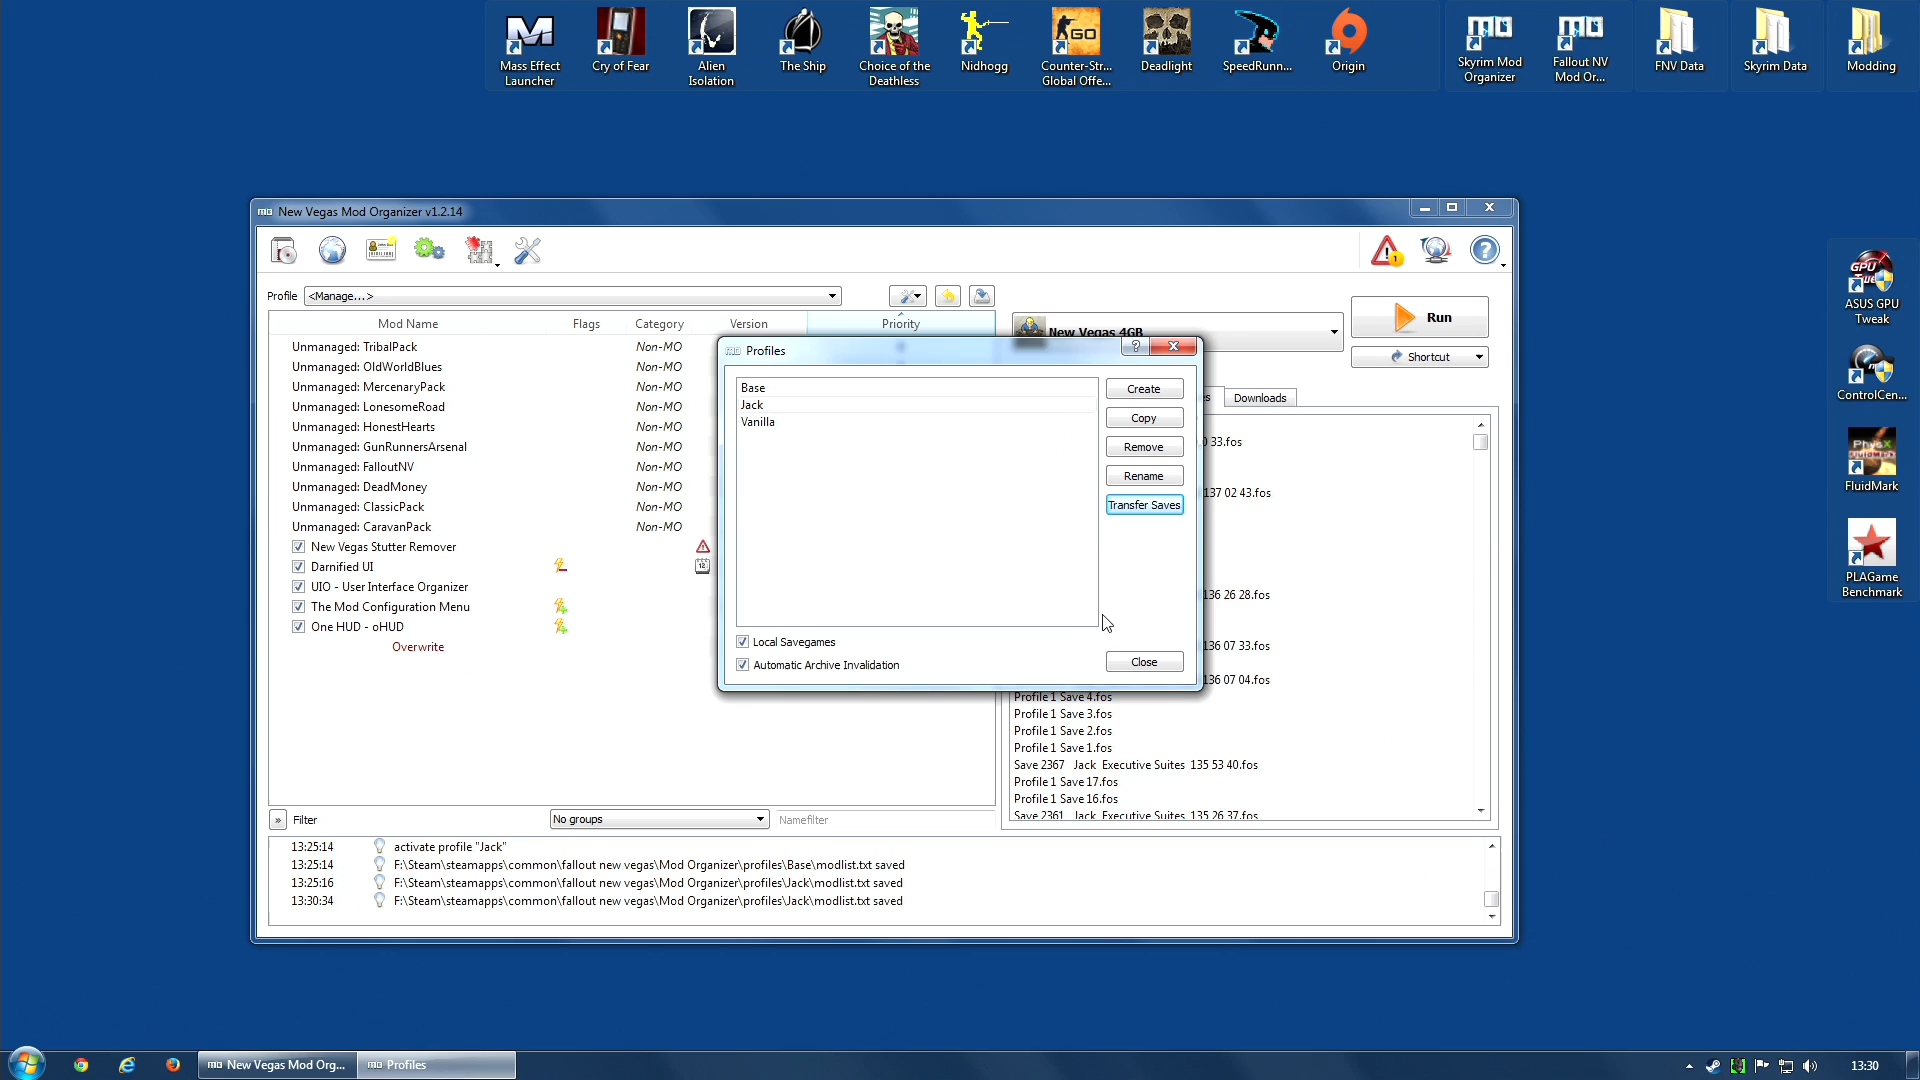 Mass Effect Launcher
Cry of Fear
Alien Isolation
The Ship
Choice of the Deathless
Nidhogg
Counter-Str... Global Offe...
Deadlight
SpeedRunn...
Origin
Skyrim Mod Organizer
Fallout NV Mod Or...
FNV Data
Skyrim Data
Modding
GO
New Vegas Mod Organizer v1.2.14
Profile <Manage...>
Mod Name Flags Category Version Priority
Unmanaged: TribalPack Non-MO
Unmanaged: OldWorldBlues Non-MO
Unmanaged: MercenaryPack Non-MO
Unmanaged: LonesomeRoad Non-MO
Unmanaged: HonestHearts Non-MO
Unmanaged: GunRunnersArsenal Non-MO
Unmanaged: FalloutNV Non-MO
Unmanaged: DeadMoney Non-MO
Unmanaged: ClassicPack Non-MO
Unmanaged: CaravanPack Non-MO
New Vegas Stutter Remover
Darnified UI
UIO - User Interface Organizer
The Mod Configuration Menu
One HUD - oHUD
Overwrite
» Filter No groups Namefilter
New Vegas 4GB
Run
Shortcut
Downloads
Profiles
Base
Jack
Vanilla
Create
Copy
Remove
Rename
Transfer Saves
Local Savegames
Automatic Archive Invalidation
Close
33.fos
137 02 43.fos
136 26 28.fos
136 07 33.fos
136 07 04.fos
Profile 1 Save 4.fos
Profile 1 Save 3.fos
Profile 1 Save 2.fos
Profile 1 Save 1.fos
Save 2367 Jack Executive Suites 135 53 40.fos
Profile 1 Save 17.fos
Profile 1 Save 16.fos
Save 2361 Jack Executive Suites 135 26 37.fos
13:25:14 activate profile "Jack"
13:25:14 F:\Steam\steamapps\common\fallout new vegas\Mod Organizer\profiles\Base\modlist.txt saved
13:25:16 F:\Steam\steamapps\common\fallout new vegas\Mod Organizer\profiles\Jack\modlist.txt saved
13:30:34 F:\Steam\steamapps\common\fallout new vegas\Mod Organizer\profiles\Jack\modlist.txt saved
ASUS GPU Tweak
ControlCen...
FluidMark
PLAGame Benchmark
New Vegas Mod Org...
Profiles
13:30